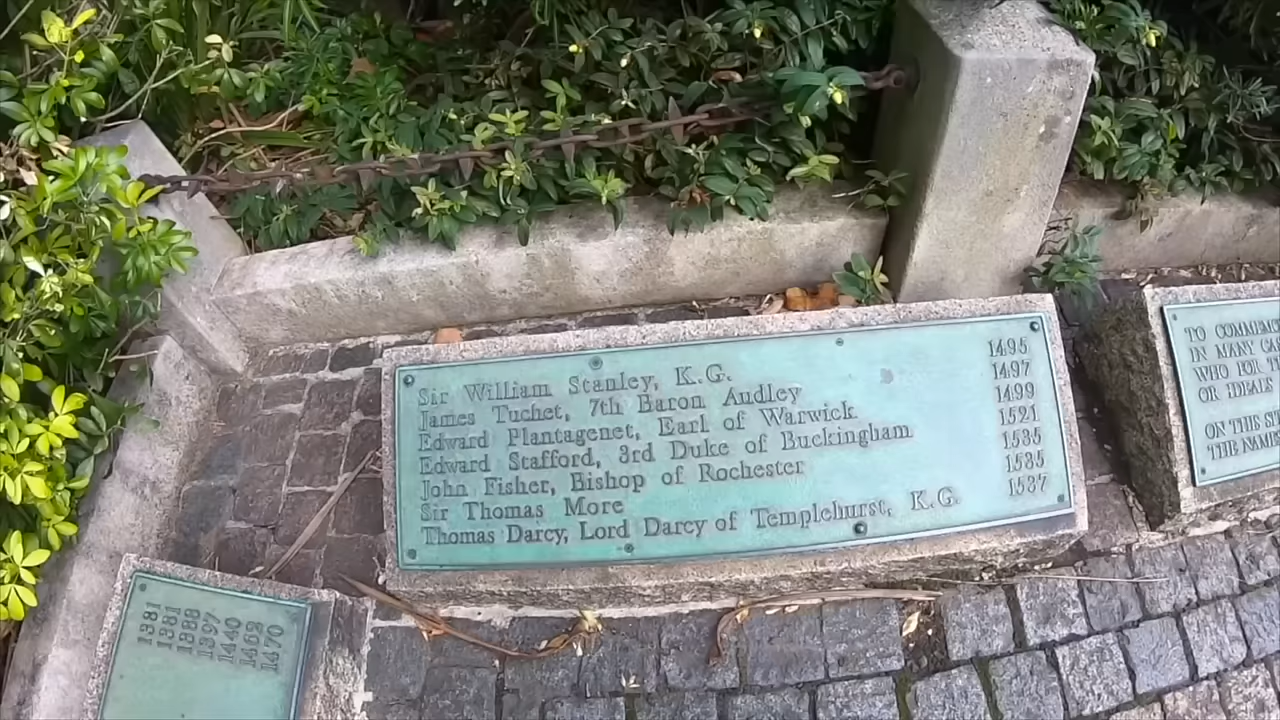 Sir William Stanley, K.G. 1495
James Tuchet, 7th Baron Audley 1497
Edward Plantagenet, Earl of Warwick 1499
Edward Stafford, 3rd Duke of Buckingham 1521
John Fisher, Bishop of Rochester 1535
Sir Thomas More 1535
Thomas Darcy, Lord Darcy of Templehurst, K.G. 1537
TO COMMEMO
IN MANY CAS
WHO FOR T
OR IDEALS
ON THIS S
THE NAME
1381
1381
1388
1397
1440
1462
1470